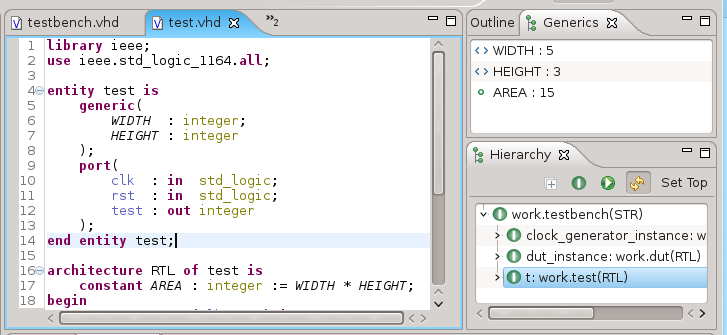 testbench.vhd
test.vhd
»2
1 library ieee;
2 use ieee.std_logic_1164.all;
3
4 entity test is
5 generic(
6 WIDTH : integer;
7 HEIGHT : integer
8 );
9 port(
10 clk : in std_logic;
11 rst : in std_logic;
12 test : out integer
13 );
14 end entity test;
15
16 architecture RTL of test is
17 constant AREA : integer := WIDTH * HEIGHT;
18 begin
Outline
Generics
WIDTH : 5
HEIGHT : 3
AREA : 15
Hierarchy
Set Top
work.testbench(STR)
clock_generator_instance: w
dut_instance: work.dut(RTL)
t: work.test(RTL)